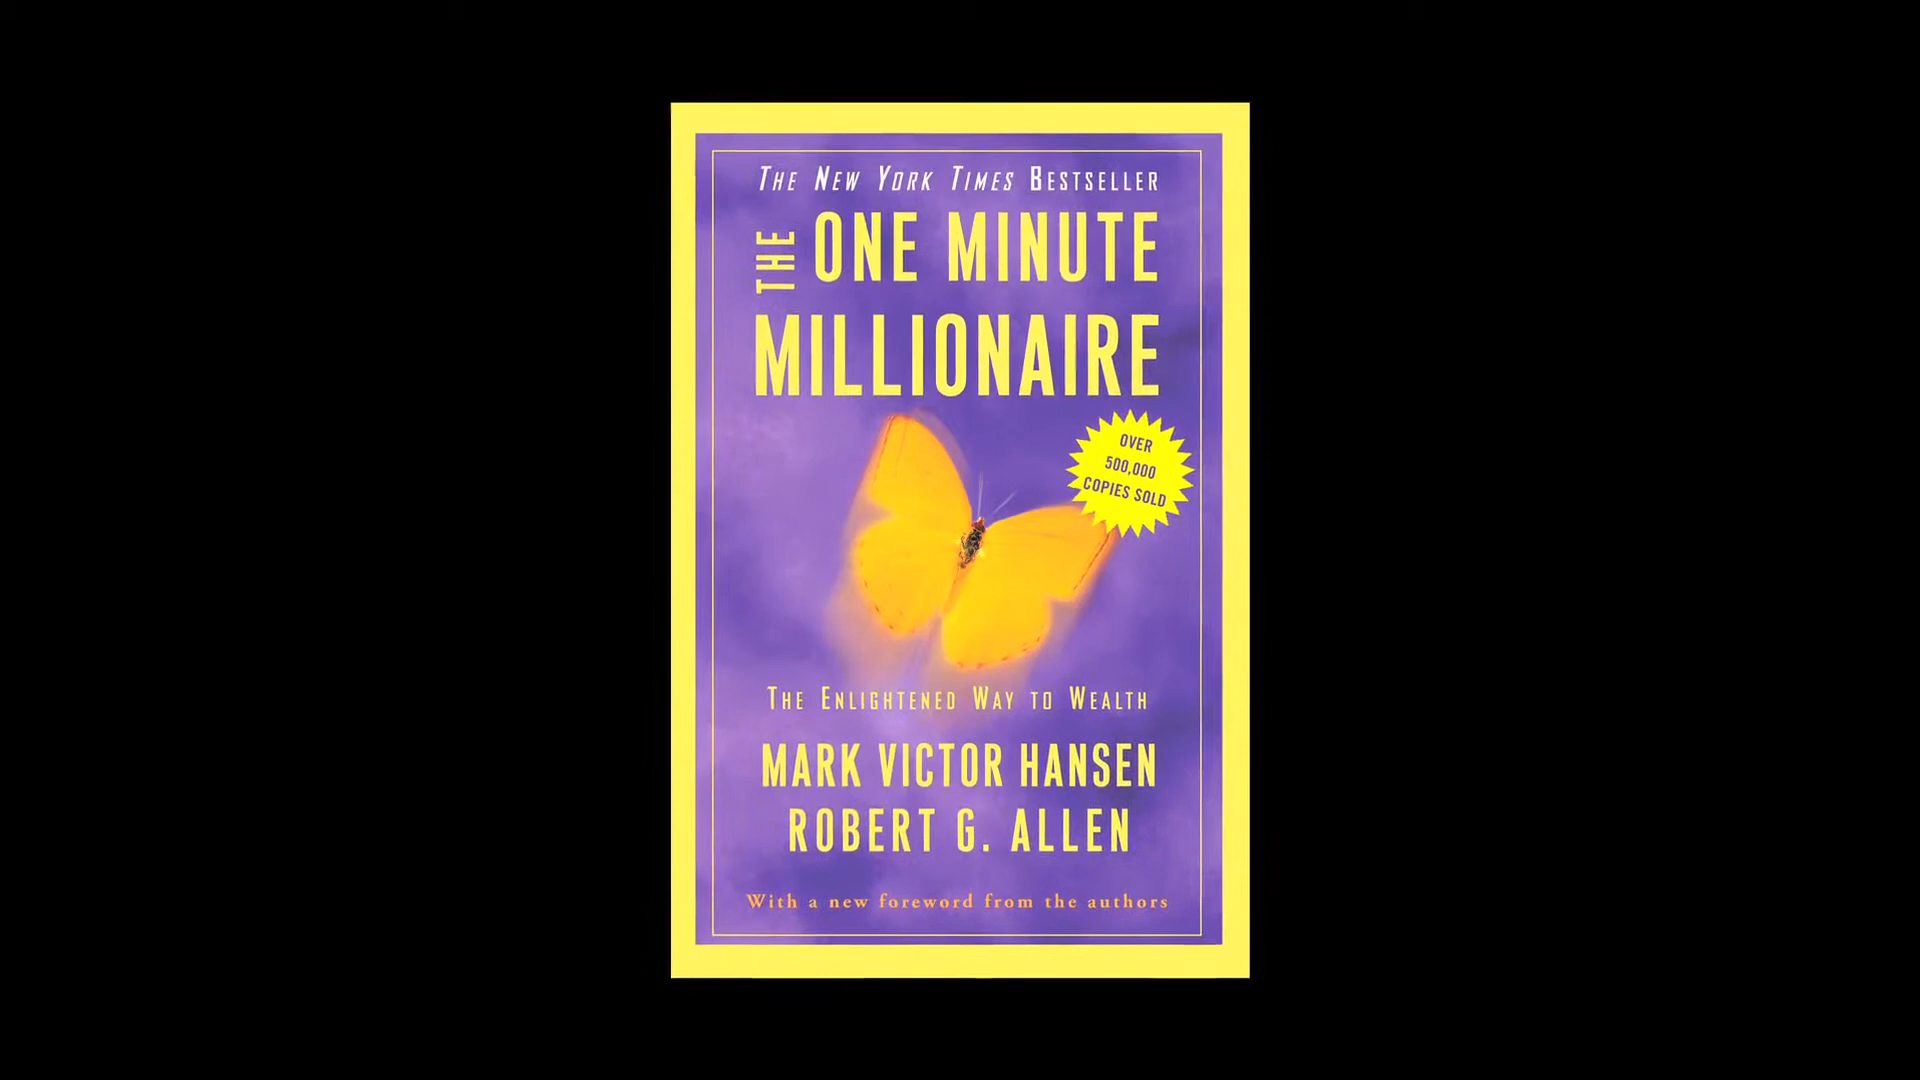 The New York Times Bestseller
THE ONE MINUTE
MILLIONAIRE
OVER
500,000
COPIES SOLD
The Enlightened Way to Wealth
MARK VICTOR HANSEN
ROBERT G. ALLEN
With a new foreword from the authors